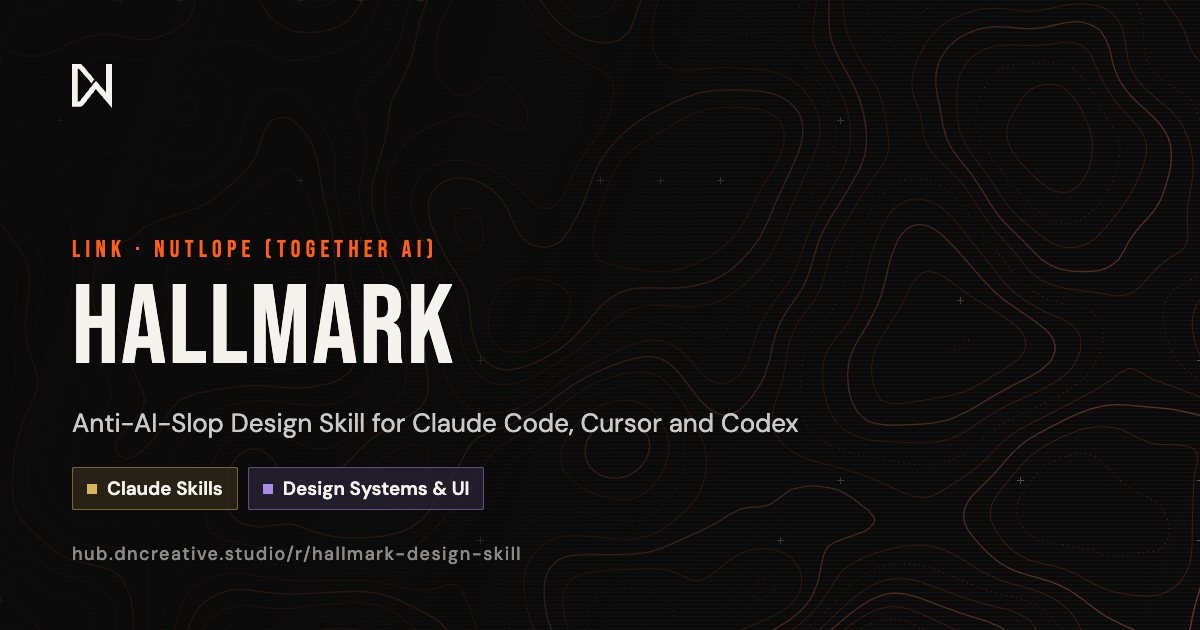 LINK · NUTLOPE (TOGETHER AI)
HALLMARK
Anti-AI-Slop Design Skill for Claude Code, Cursor and Codex
Claude Skills
Design Systems & UI
hub.dncreative.studio/r/hallmark-design-skill